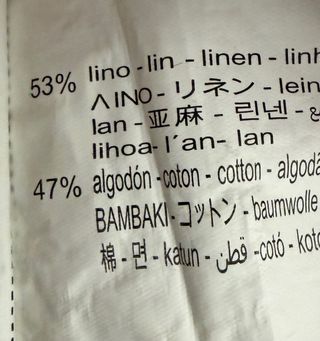 53% lino - lin - linen - linh
ΛINO - リネン - lein
lan - 亚麻 - 린넨 -
lihoa- l´an- lan
47% algodón -coton - cotton - algodã
BAMBAKI - コットン - baumwolle
棉 - 면 - katun - قطن -cotó - koto